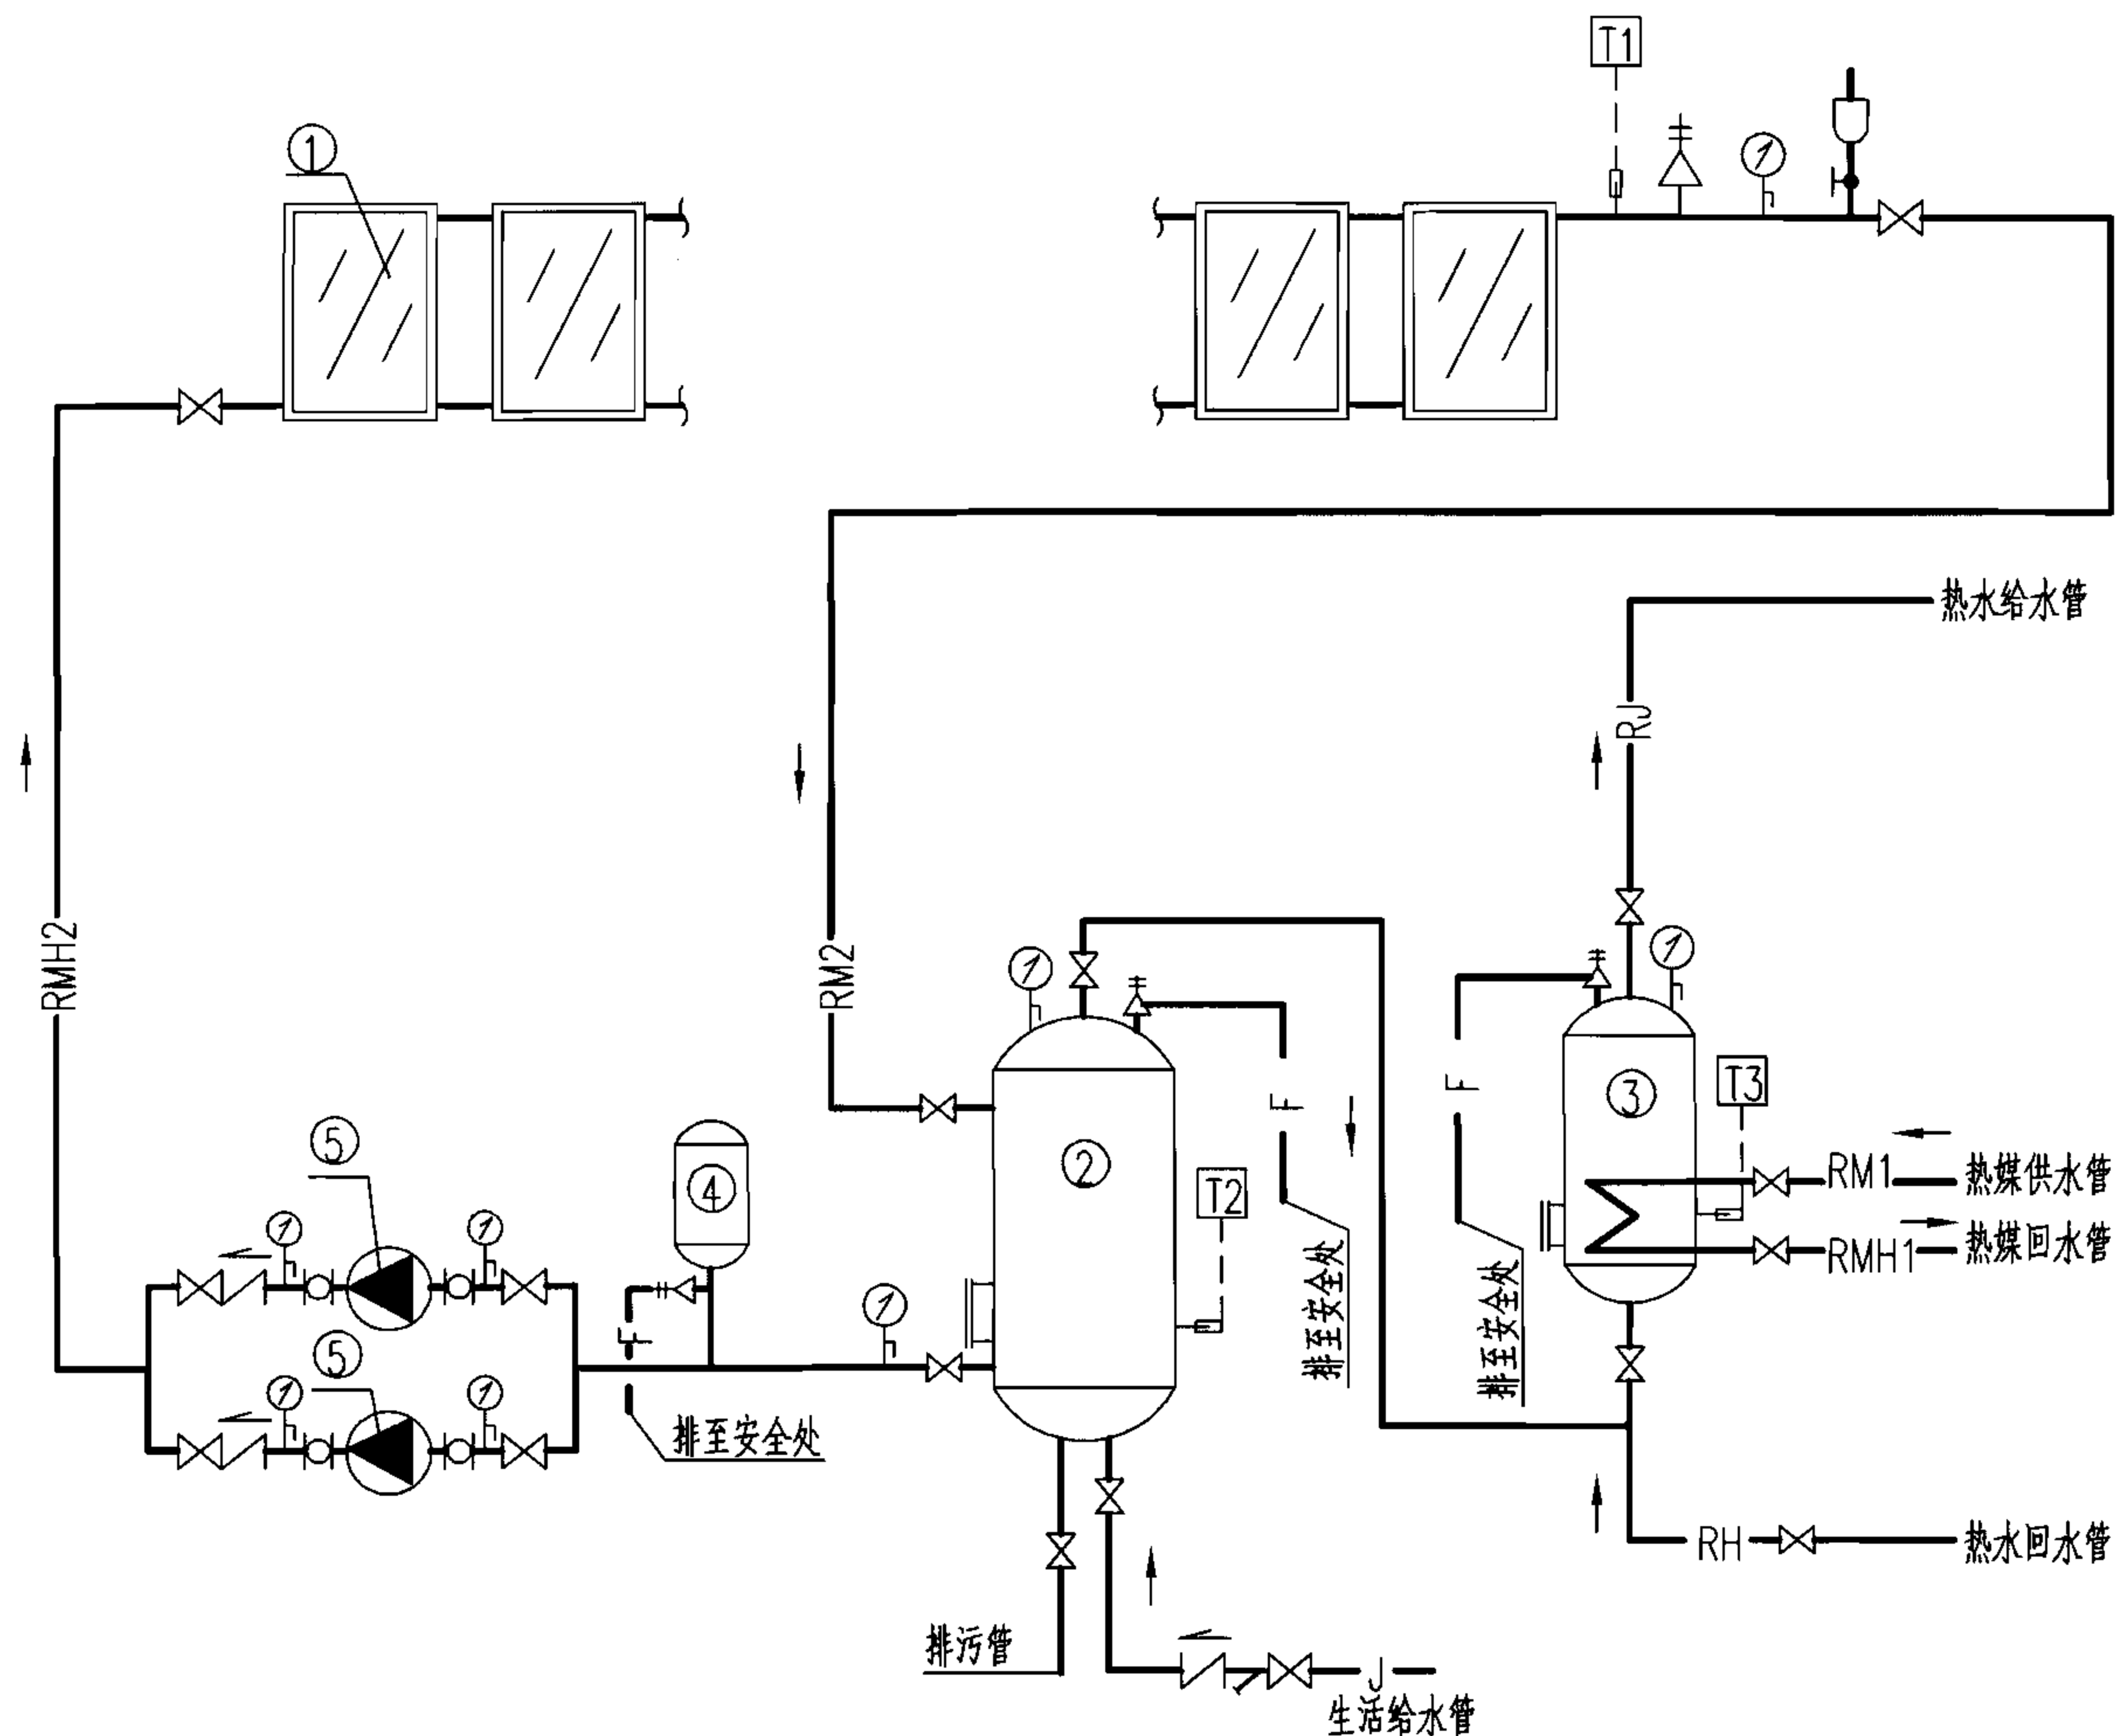 T1
①
热水给水管
RJ
RMH2
RM2
③
T3
F
F
②
RM1
热媒供水管
⑤
④
T2
热媒回水管
RMH1
排至安全处
排至安全处
F
⑤
排至安全处
RH
热水回水管
排污管
J
生活给水管